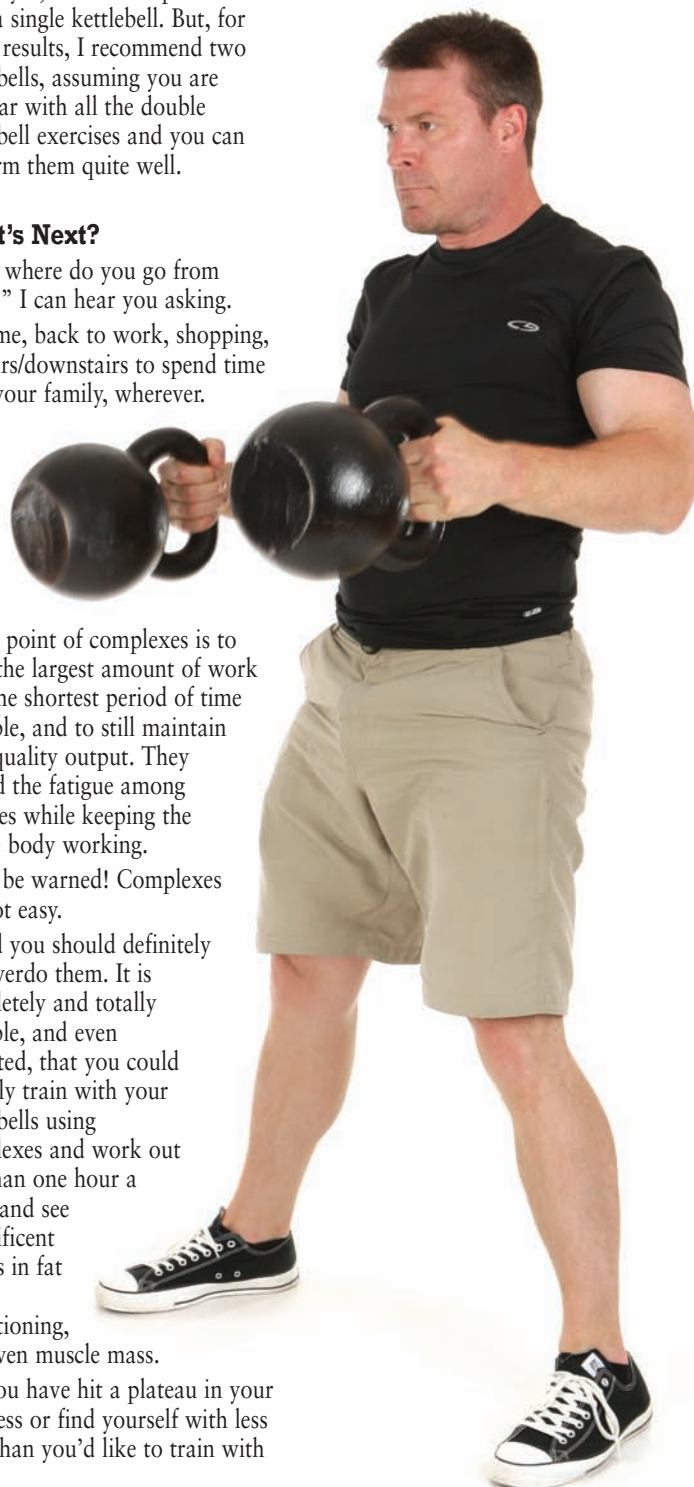 a single kettlebell. But, for
results, I recommend two
bells, assuming you are
ar with all the double
bell exercises and you can
rm them quite well.
t’s Next?
where do you go from
” I can hear you asking.
me, back to work, shopping,
rs/downstairs to spend time
your family, wherever.
point of complexes is to
the largest amount of work
he shortest period of time
ble, and to still maintain
quality output. They
d the fatigue among
es while keeping the
body working.
be warned! Complexes
ot easy.
d you should definitely
verdo them. It is
letely and totally
ble, and even
ted, that you could
ly train with your
bells using
lexes and work out
han one hour a
and see
ificent
s in fat
tioning,
ven muscle mass.
ou have hit a plateau in your
ess or find yourself with less
than you’d like to train with